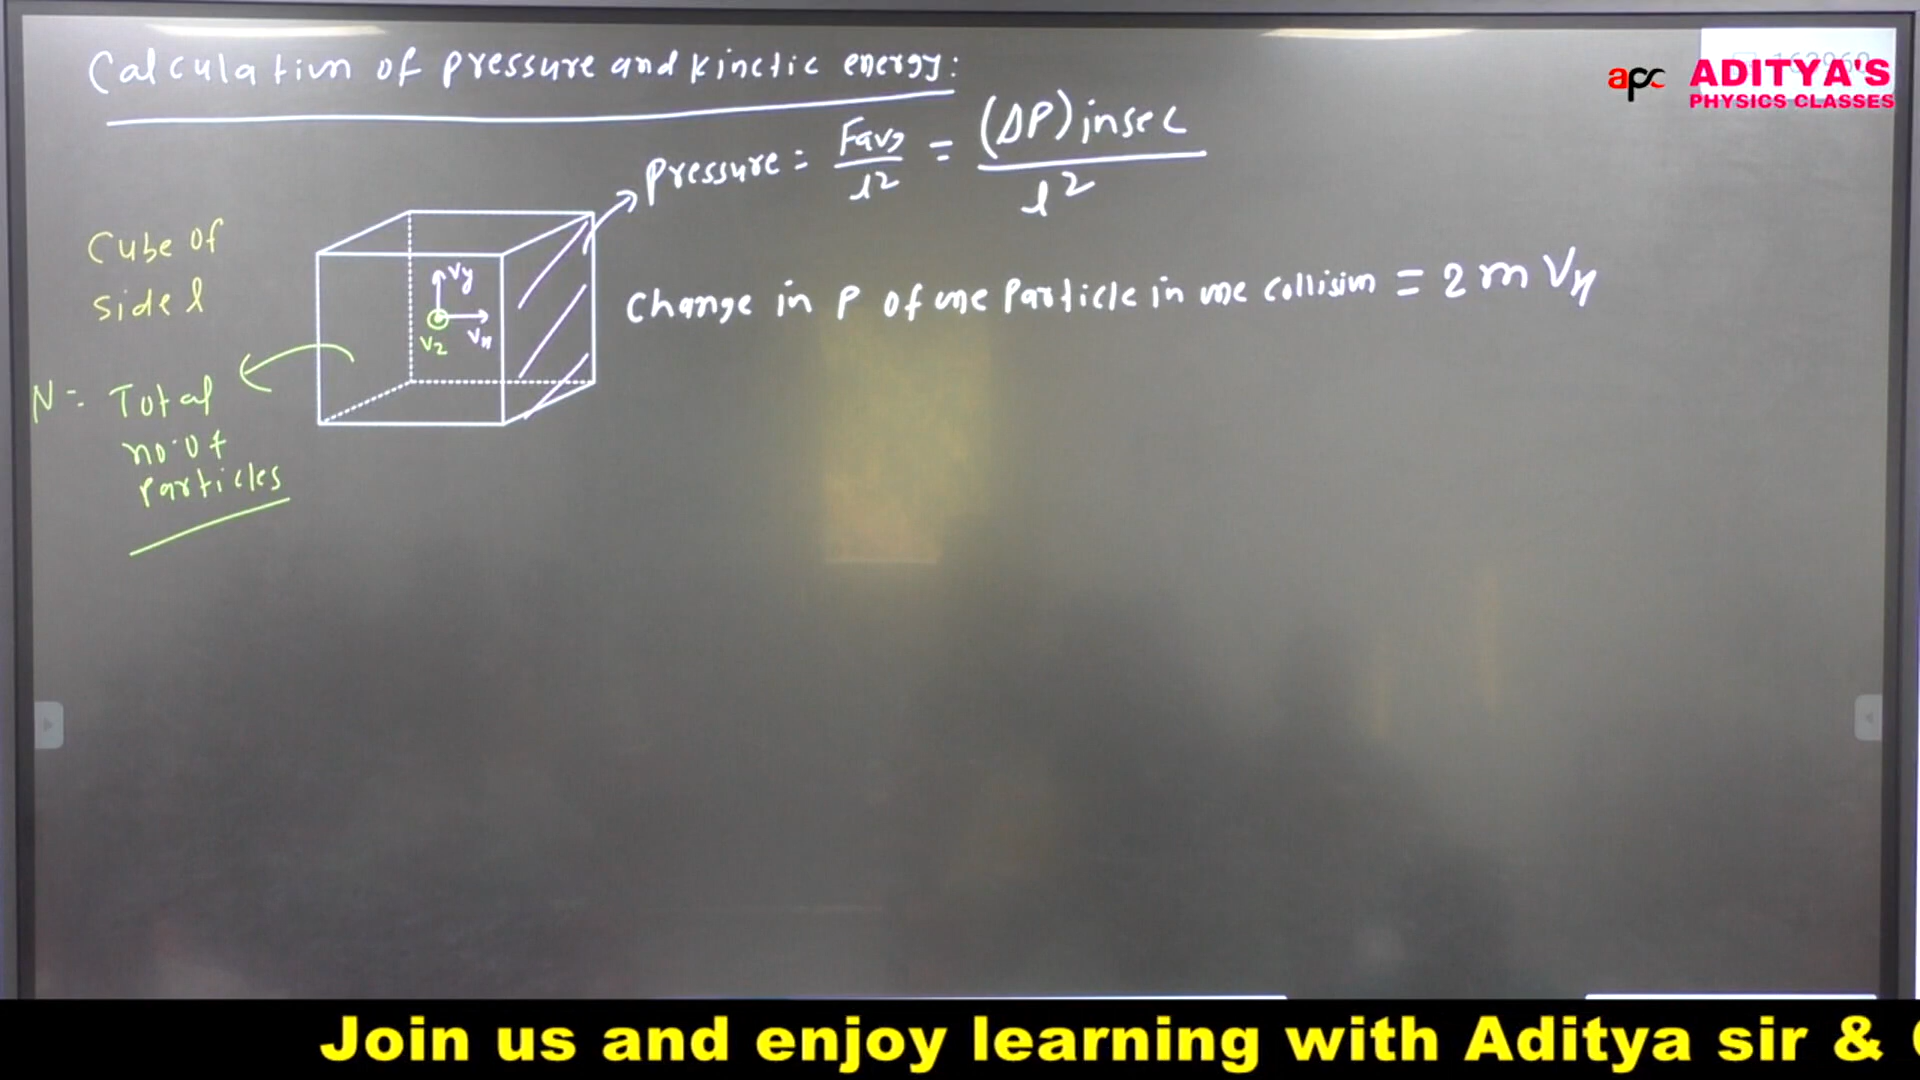 Calculation of pressure and kinetic energy:
apc ADITYA'S
PHYSICS CLASSES
Pressure = Favg / l² = (ΔP) in sec / l²
Cube of
side l
Vy
Vx
Vz
Change in P of one Particle in one collision = 2 m Vx
N = Total
no. of
Particles
Join us and enjoy learning with Aditya sir &